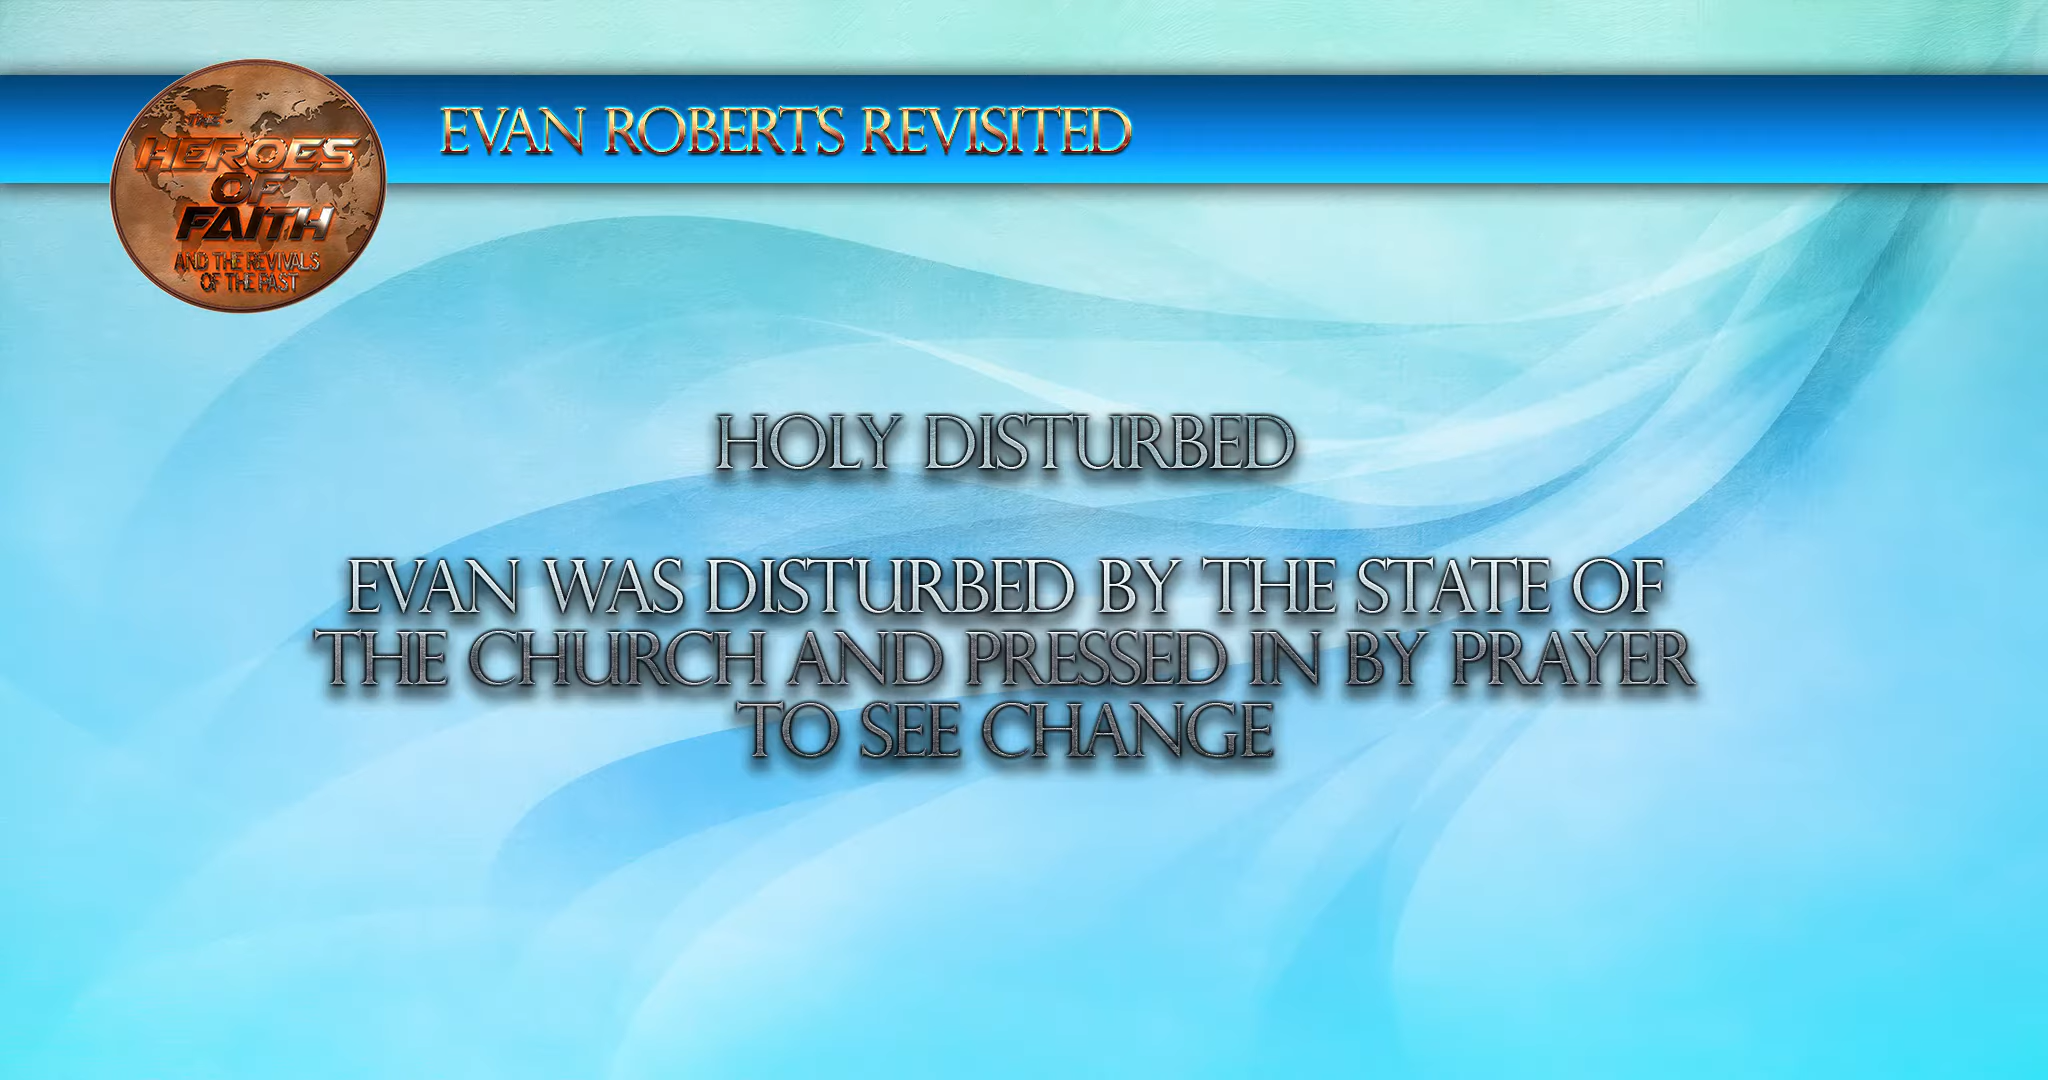 EVAN ROBERTS REVISITED
THE
HEROES
OF
FAITH
AND THE REVIVALS
OF THE PAST
HOLY DISTURBED
EVAN WAS DISTURBED BY THE STATE OF
THE CHURCH AND PRESSED IN BY PRAYER
TO SEE CHANGE